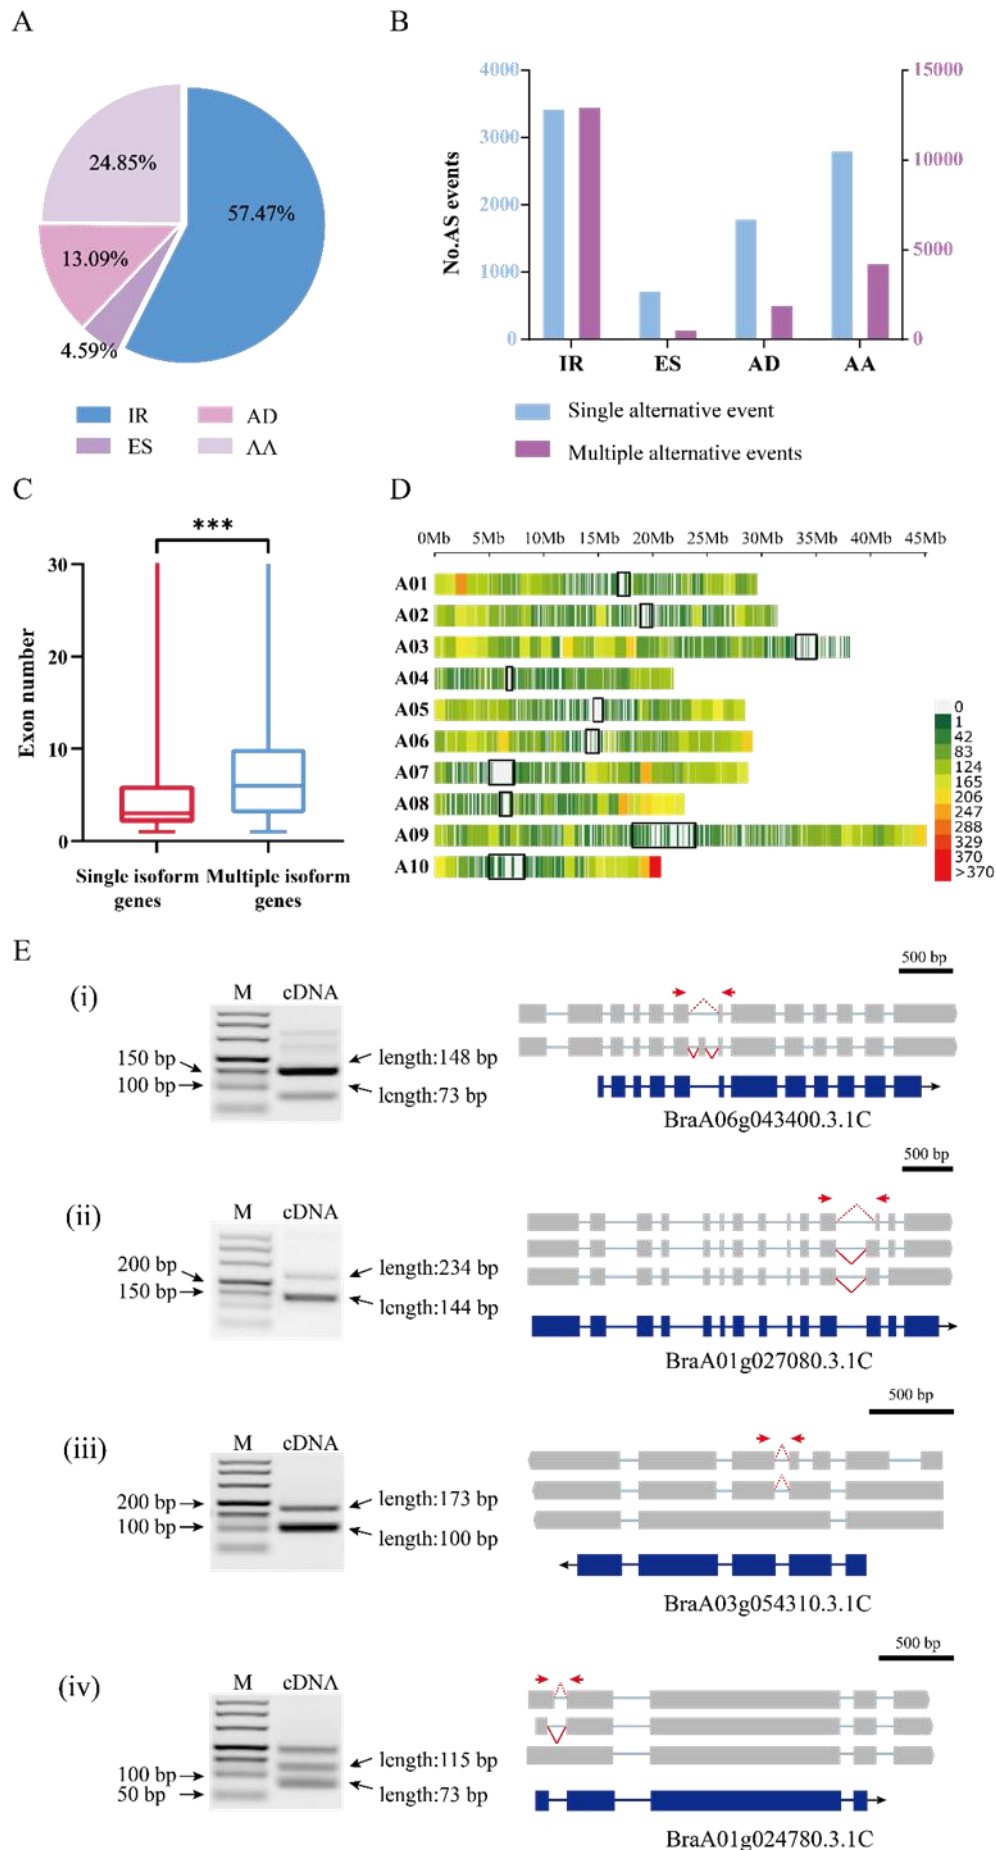 A
24.85%
57.47%
13.09%
4.59%
IR
AD
ES
AA
B
4000
3000
2000
1000
0
No.AS events
15000
10000
5000
0
IR ES AD AA
Single alternative event
Multiple alternative events
C
***
30
20
10
0
Exon number
Single isoform genes
Multiple isoform genes
D
0Mb 5Mb 10Mb 15Mb 20Mb 25Mb 30Mb 35Mb 40Mb 45Mb
A01
A02
A03
A04
A05
A06
A07
A08
A09
A10
0
1
42
83
124
165
206
247
288
329
370
>370
E
(i)
M cDNA
150 bp
100 bp
length:148 bp
length:73 bp
500 bp
BraA06g043400.3.1C
(ii)
M cDNA
200 bp
150 bp
length:234 bp
length:144 bp
500 bp
BraA01g027080.3.1C
(iii)
M cDNA
200 bp
100 bp
length:173 bp
length:100 bp
500 bp
BraA03g054310.3.1C
(iv)
M cDNA
100 bp
50 bp
length:115 bp
length:73 bp
500 bp
BraA01g024780.3.1C